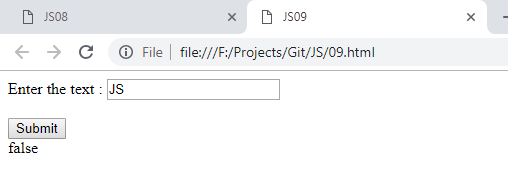 JS08 JS09
File file:///F:/Projects/Git/JS/09.html
Enter the text : JS
Submit
false